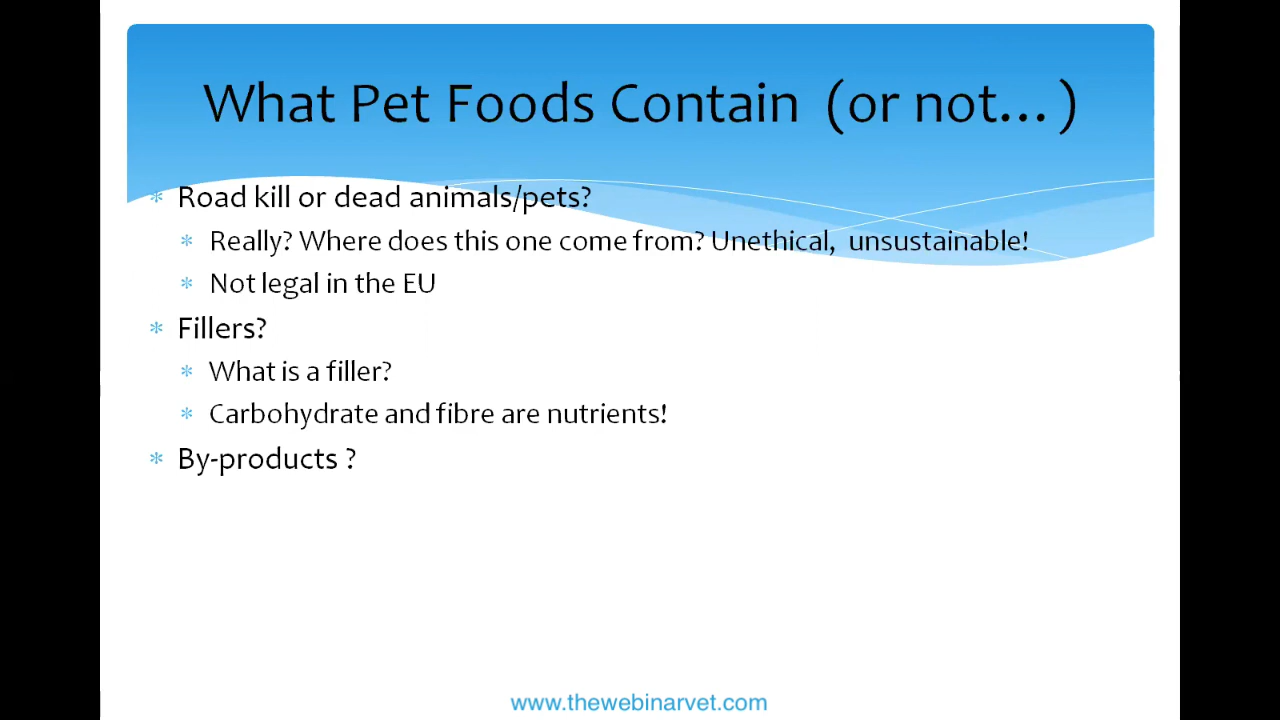 What Pet Foods Contain  (or not… )
* Road kill or dead animals/pets?
* Really? Where does this one come from? Unethical,  unsustainable!
* Not legal in the EU
* Fillers?
* What is a filler?
* Carbohydrate and fibre are nutrients!
* By-products ?
www.thewebinarvet.com